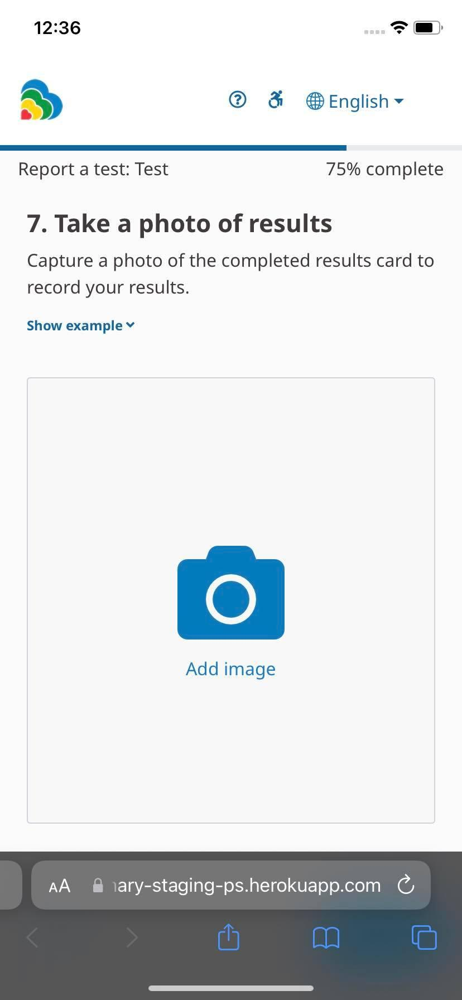 12:36
English
Report a test: Test
75% complete
7. Take a photo of results
Capture a photo of the completed results card to
record your results.
Show example
Add image
AA
ary-staging-ps.herokuapp.com